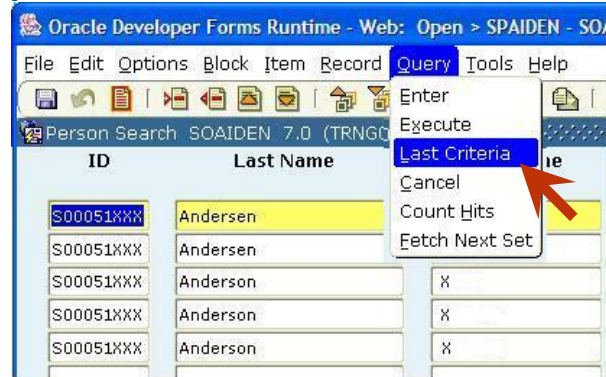 Oracle Developer Forms Runtime - Web: Open > SPAIDEN - SOA
File Edit Options Block Item Record Query Tools Help
Enter
Execute
Last Criteria
Cancel
Count Hits
Fetch Next Set
Person Search SOAIDEN 7.0 (TRNG
ID Last Name
S00051XXX Andersen
S00051XXX Andersen
S00051XXX Anderson X
S00051XXX Anderson X
S00051XXX Anderson X